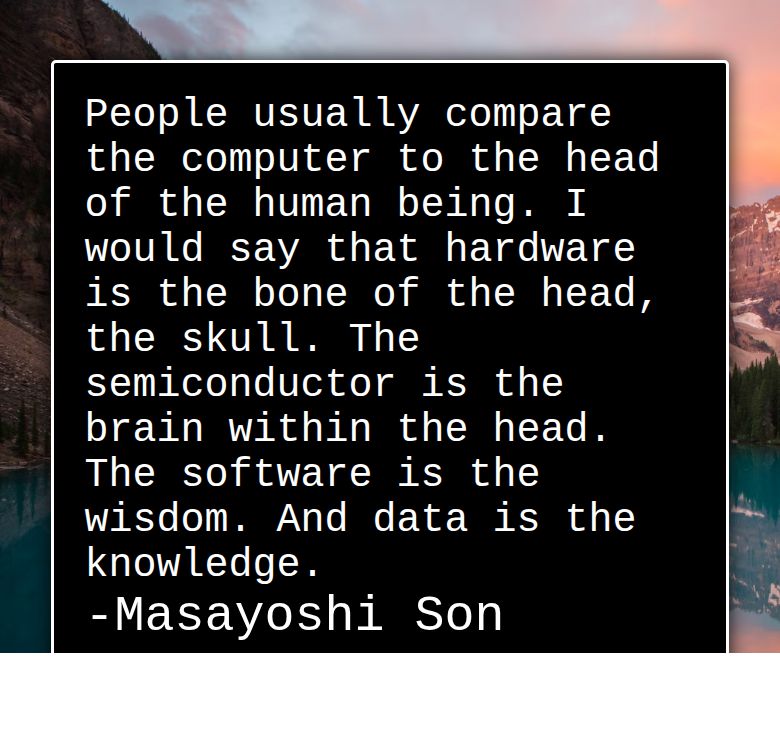 People usually compare
the computer to the head
of the human being. I
would say that hardware
is the bone of the head,
the skull. The
semiconductor is the
brain within the head.
The software is the
wisdom. And data is the
knowledge.
-Masayoshi Son